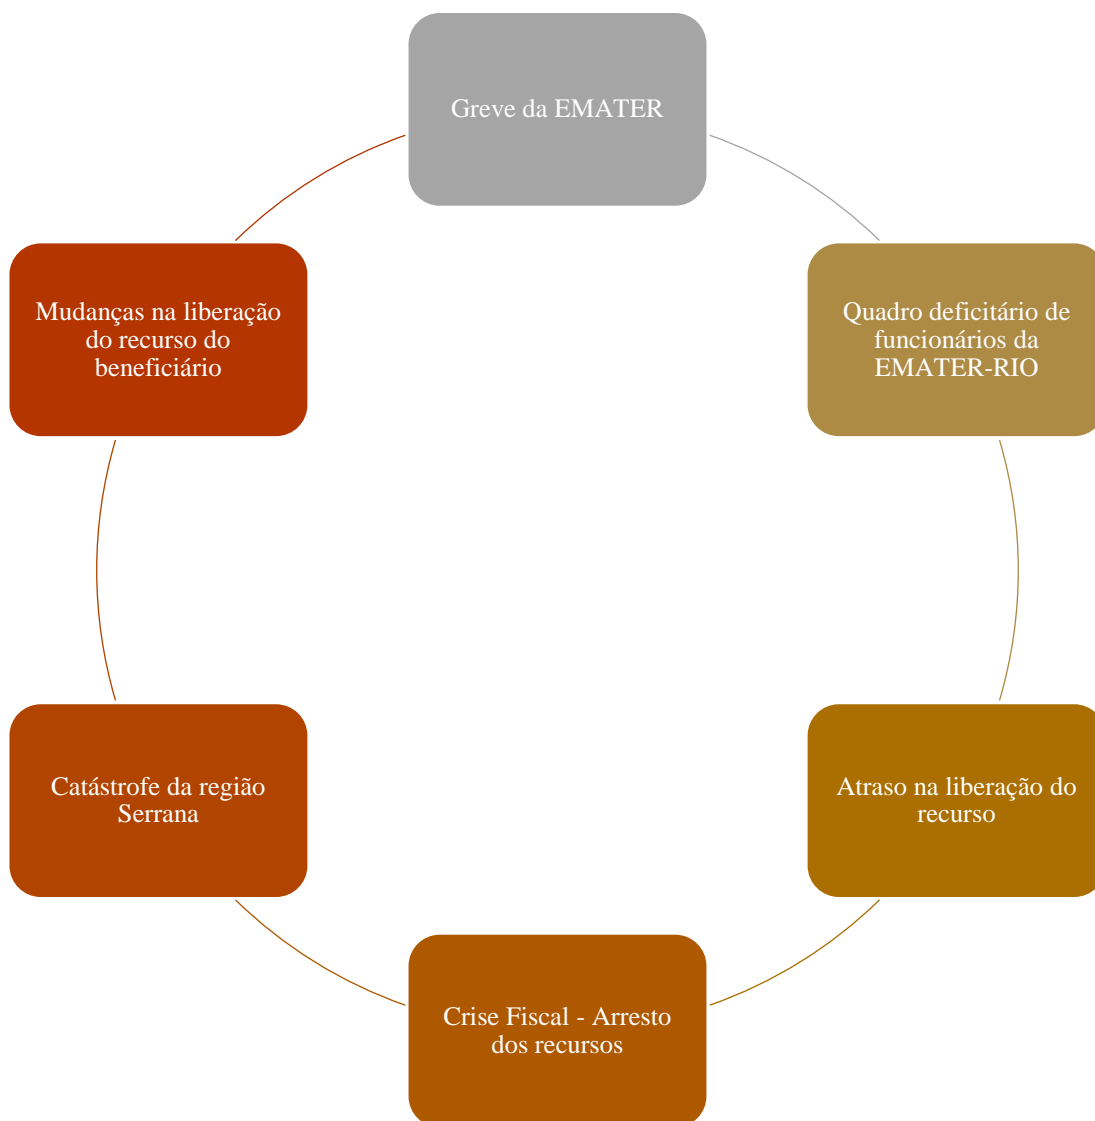 Greve da EMATER
Quadro deficitário de
funcionários da
EMATER-RIO
Atraso na liberação do
recurso
Crise Fiscal - Arresto
dos recursos
Catástrofe da região
Serrana
Mudanças na liberação
do recurso do
beneficiário